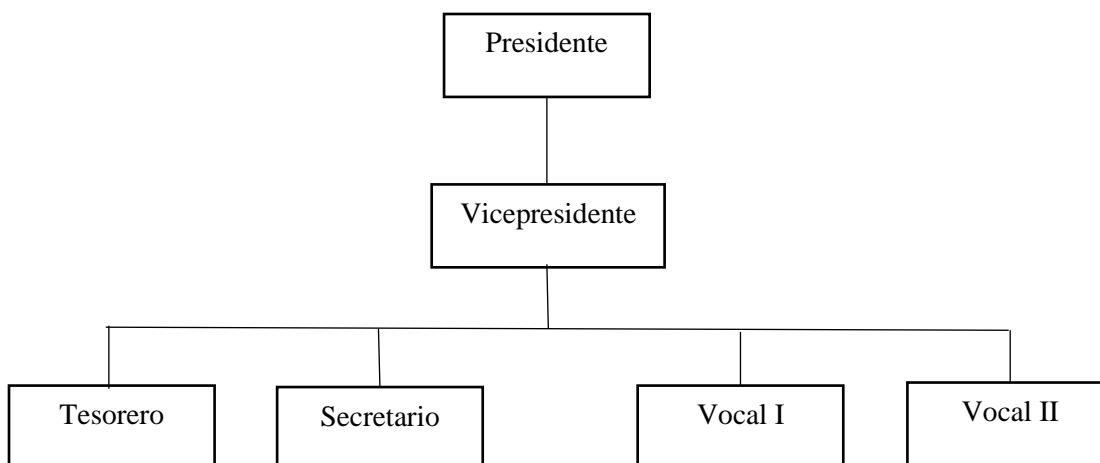 Presidente
Vicepresidente
Tesorero
Secretario
Vocal I
Vocal II